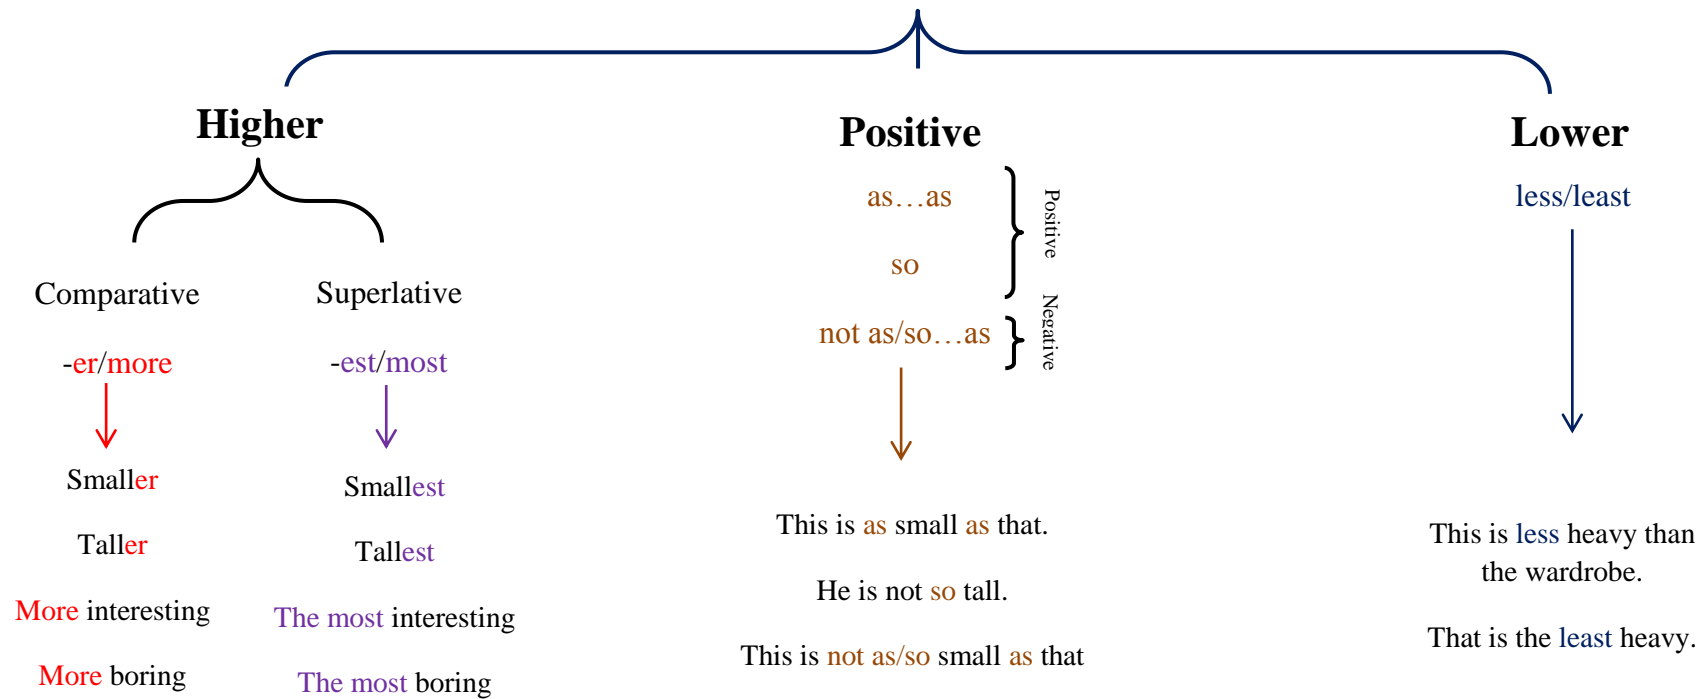 Higher
Comparative
-er/more
Smaller
Taller
More interesting
More boring
Superlative
-est/most
Smallest
Tallest
The most interesting
The most boring
Positive
as…as
so
not as/so…as
Positive
Negative
This is as small as that.
He is not so tall.
This is not as/so small as that
Lower
less/least
This is less heavy than
the wardrobe.
That is the least heavy.